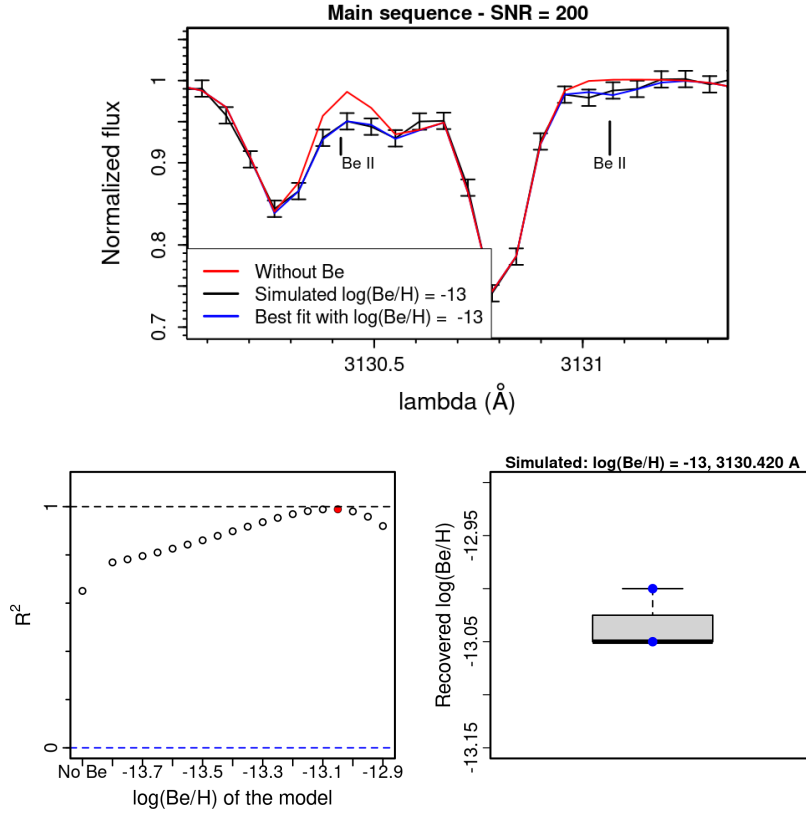 Main sequence - SNR = 200
Normalized flux
1
0.9
0.8
0.7
Be II
Be II
Without Be
Simulated log(Be/H) = -13
Best fit with log(Be/H) = -13
3130.5
3131
lambda (Å)
R²
1
0
No Be
-13.7
-13.5
-13.3
-13.1
-12.9
log(Be/H) of the model
Simulated: log(Be/H) = -13, 3130.420 A
Recovered log(Be/H)
-12.95
-13.05
-13.15